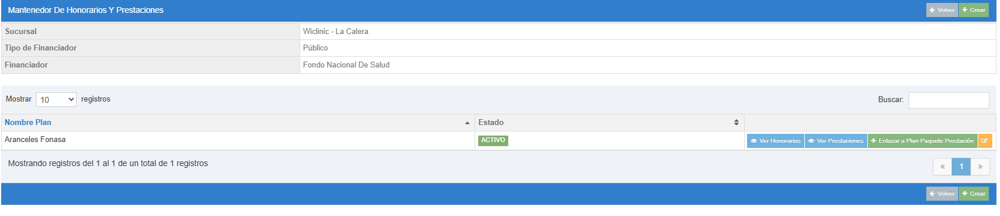 Mantenedor De Honorarios Y Prestaciones
Volver Crear
Sucursal Wiclinic - La Calera
Tipo de Financiador Público
Financiador Fondo Nacional De Salud
Mostrar 10 registros Buscar:
Nombre Plan Estado
Aranceles Fonasa ACTIVO Ver Honorarios Ver Prestaciones Enlazar a Plan Paquete Prestación
Mostrando registros del 1 al 1 de un total de 1 registros « 1 »
Volver Crear